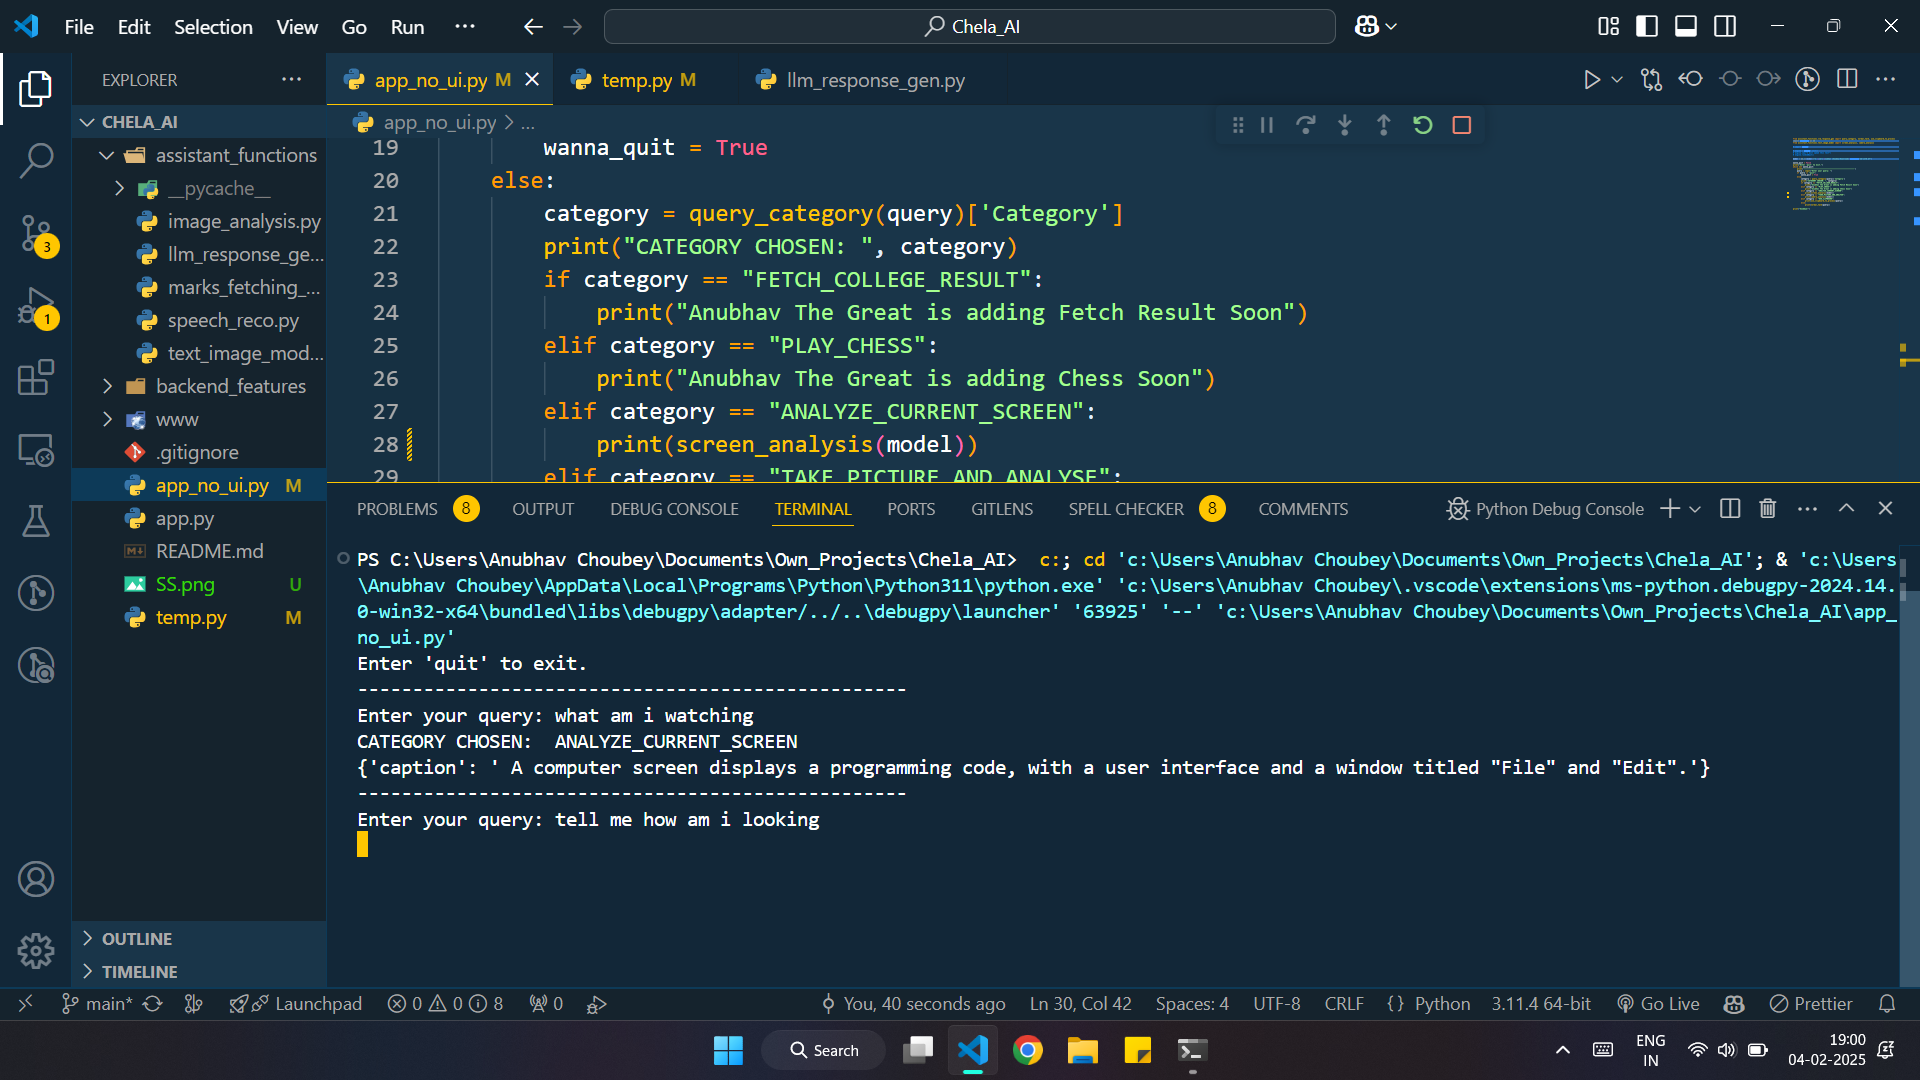 File Edit Selection View Go Run ···
Chela_AI
EXPLORER ···
app_no_ui.py M
temp.py M
llm_response_gen.py
CHELA_AI
assistant_functions
__pycache__
image_analysis.py
llm_response_ge...
marks_fetching_...
speech_reco.py
text_image_mod...
backend_features
www
.gitignore
app_no_ui.py M
app.py
README.md
SS.png U
temp.py M
OUTLINE
TIMELINE
3
1
app_no_ui.py > ...
19 wanna_quit = True
20 else:
21 category = query_category(query)['Category']
22 print("CATEGORY CHOSEN: ", category)
23 if category == "FETCH_COLLEGE_RESULT":
24 print("Anubhav The Great is adding Fetch Result Soon")
25 elif category == "PLAY_CHESS":
26 print("Anubhav The Great is adding Chess Soon")
27 elif category == "ANALYZE_CURRENT_SCREEN":
28 print(screen_analysis(model))
29 elif category == "TAKE_PICTURE_AND_ANALYSE":
PROBLEMS 8 OUTPUT DEBUG CONSOLE TERMINAL PORTS GITLENS SPELL CHECKER 8 COMMENTS Python Debug Console
PS C:\Users\Anubhav Choubey\Documents\Own_Projects\Chela_AI>  c:; cd 'c:\Users\Anubhav Choubey\Documents\Own_Projects\Chela_AI'; & 'c:\Users
\Anubhav Choubey\AppData\Local\Programs\Python\Python311\python.exe' 'c:\Users\Anubhav Choubey\.vscode\extensions\ms-python.debugpy-2024.14.
0-win32-x64\bundled\libs\debugpy\adapter/../..\debugpy\launcher' '63925' '--' 'c:\Users\Anubhav Choubey\Documents\Own_Projects\Chela_AI\app_
no_ui.py'
Enter 'quit' to exit.
--------------------------------------------------
Enter your query: what am i watching
CATEGORY CHOSEN:  ANALYZE_CURRENT_SCREEN
{'caption': ' A computer screen displays a programming code, with a user interface and a window titled "File" and "Edit".'}
--------------------------------------------------
Enter your query: tell me how am i looking
main* Launchpad 0 0 8 0 You, 40 seconds ago Ln 30, Col 42 Spaces: 4 UTF-8 CRLF {} Python 3.11.4 64-bit Go Live Prettier
Search
ENG
IN
19:00
04-02-2025